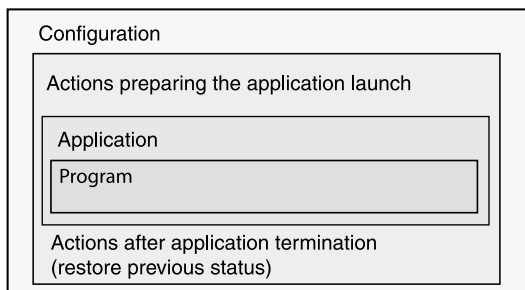 Configuration
Actions preparing the application launch
Application
Program
Actions after application termination
(restore previous status)